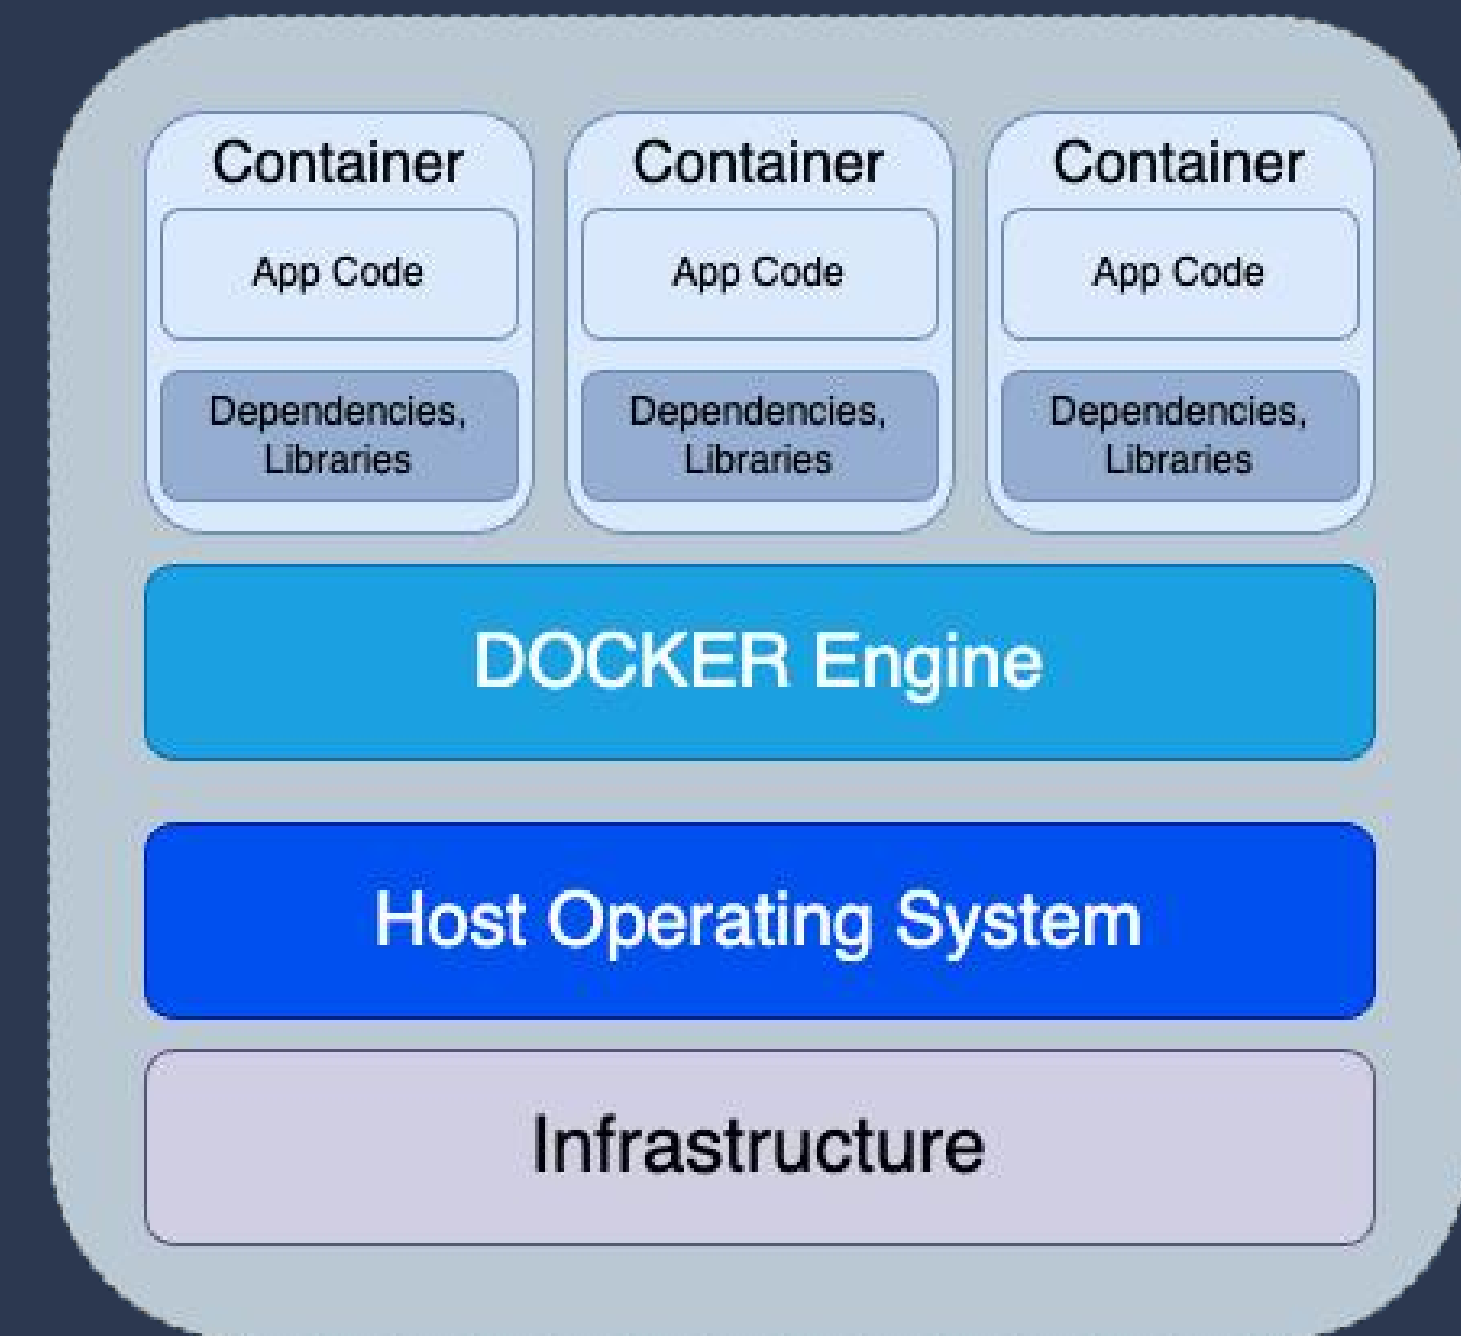 Container
App Code
Dependencies,
Libraries
Container
App Code
Dependencies,
Libraries
Container
App Code
Dependencies,
Libraries
DOCKER Engine
Host Operating System
Infrastructure